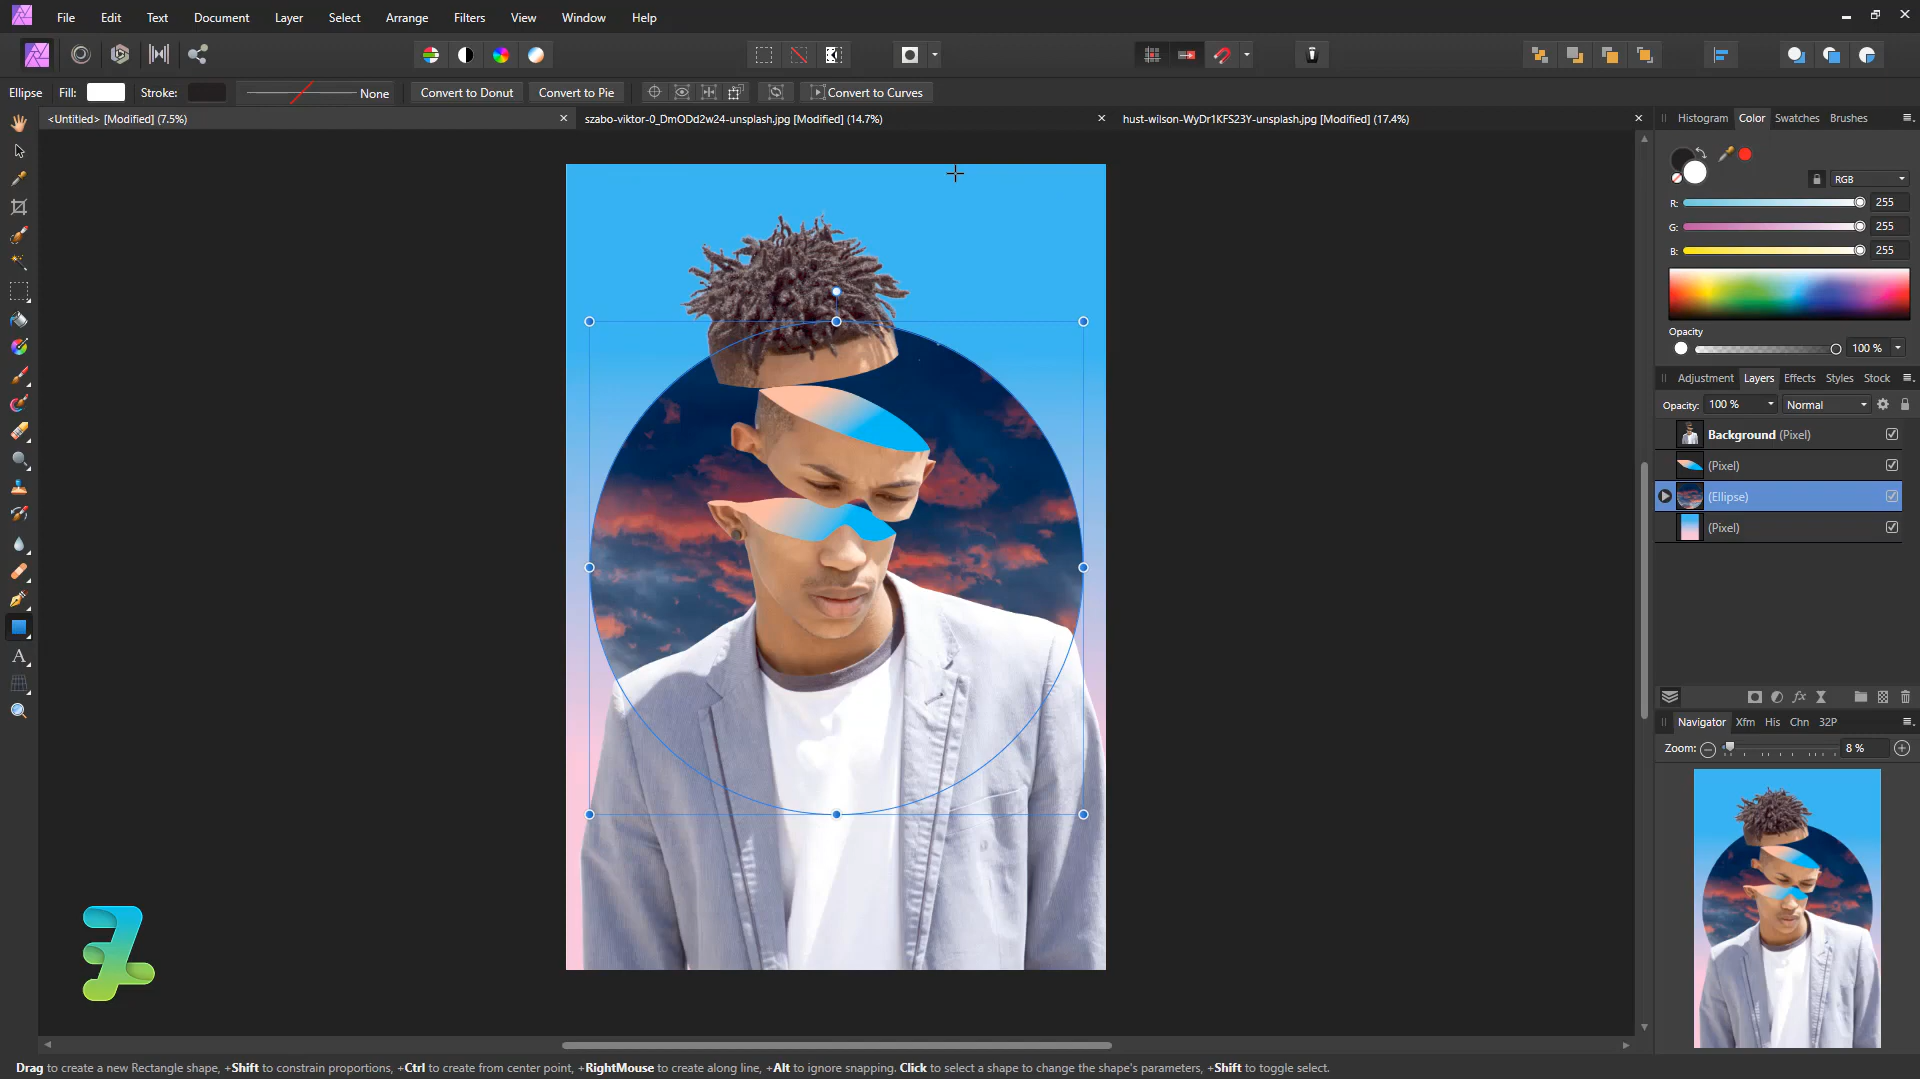 File Edit Text Document Layer Select Arrange Filters View Window Help
Ellipse Fill: Stroke: None Convert to Donut Convert to Pie Convert to Curves
<Untitled> [Modified] (7.5%) szabo-viktor-0_DmODd2w24-unsplash.jpg [Modified] (14.7%) hust-wilson-WyDr1KFS23Y-unsplash.jpg [Modified] (17.4%)
Histogram Color Swatches Brushes
RGB
R: 255
G: 255
B: 255
Opacity
100 %
Adjustment Layers Effects Styles Stock
Opacity: 100 % Normal
Background (Pixel)
(Pixel)
(Ellipse)
(Pixel)
Navigator Xfm His Chn 32P
Zoom: 8 %
Drag to create a new Rectangle shape, +Shift to constrain proportions, +Ctrl to create from center point, +RightMouse to create along line, +Alt to ignore snapping. Click to select a shape to change the shape's parameters, +Shift to toggle select.